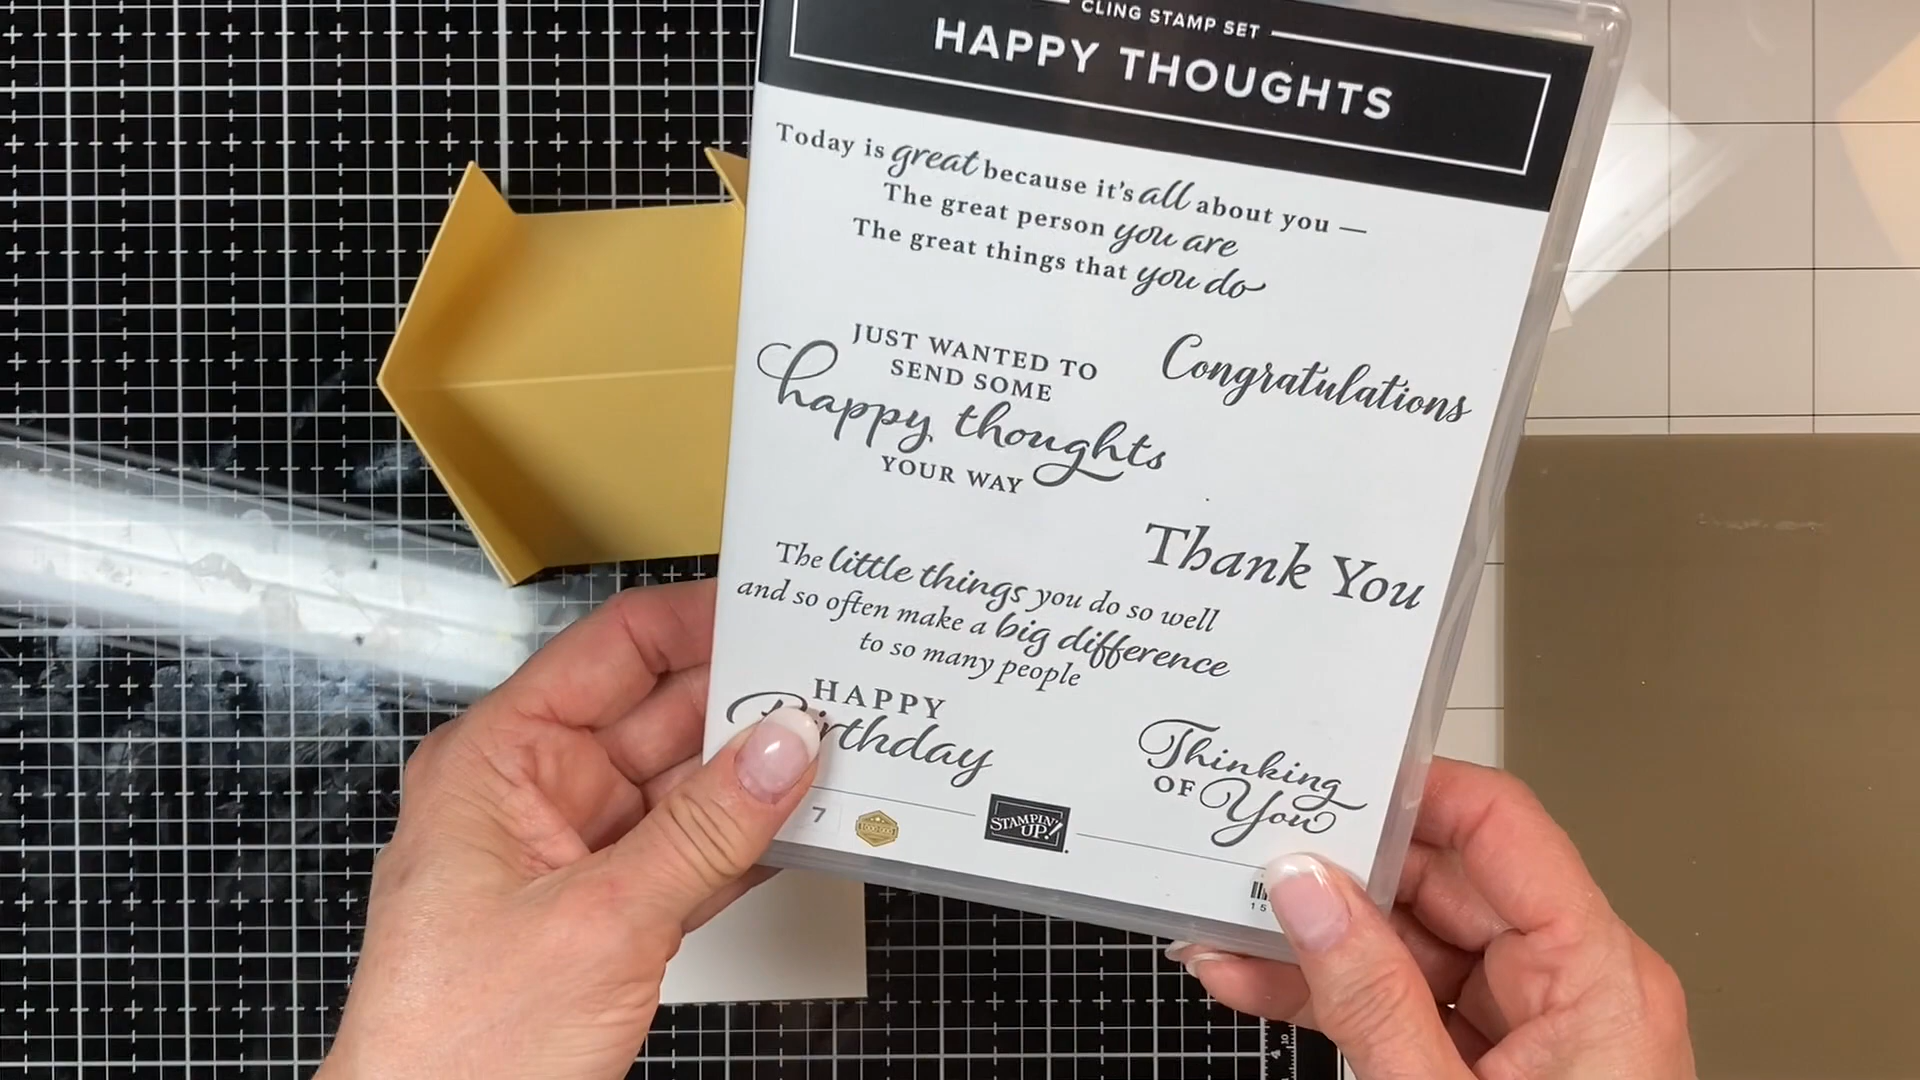 CLING STAMP SET
HAPPY THOUGHTS
Today is great because it's all about you —
The great person you are
The great things that you do
JUST WANTED TO
SEND SOME
happy thoughts
YOUR WAY
Congratulations
Thank You
The little things you do so well
and so often make a big difference
to so many people
HAPPY
Birthday
Thinking
OF You
7
STAMPIN' UP!
15